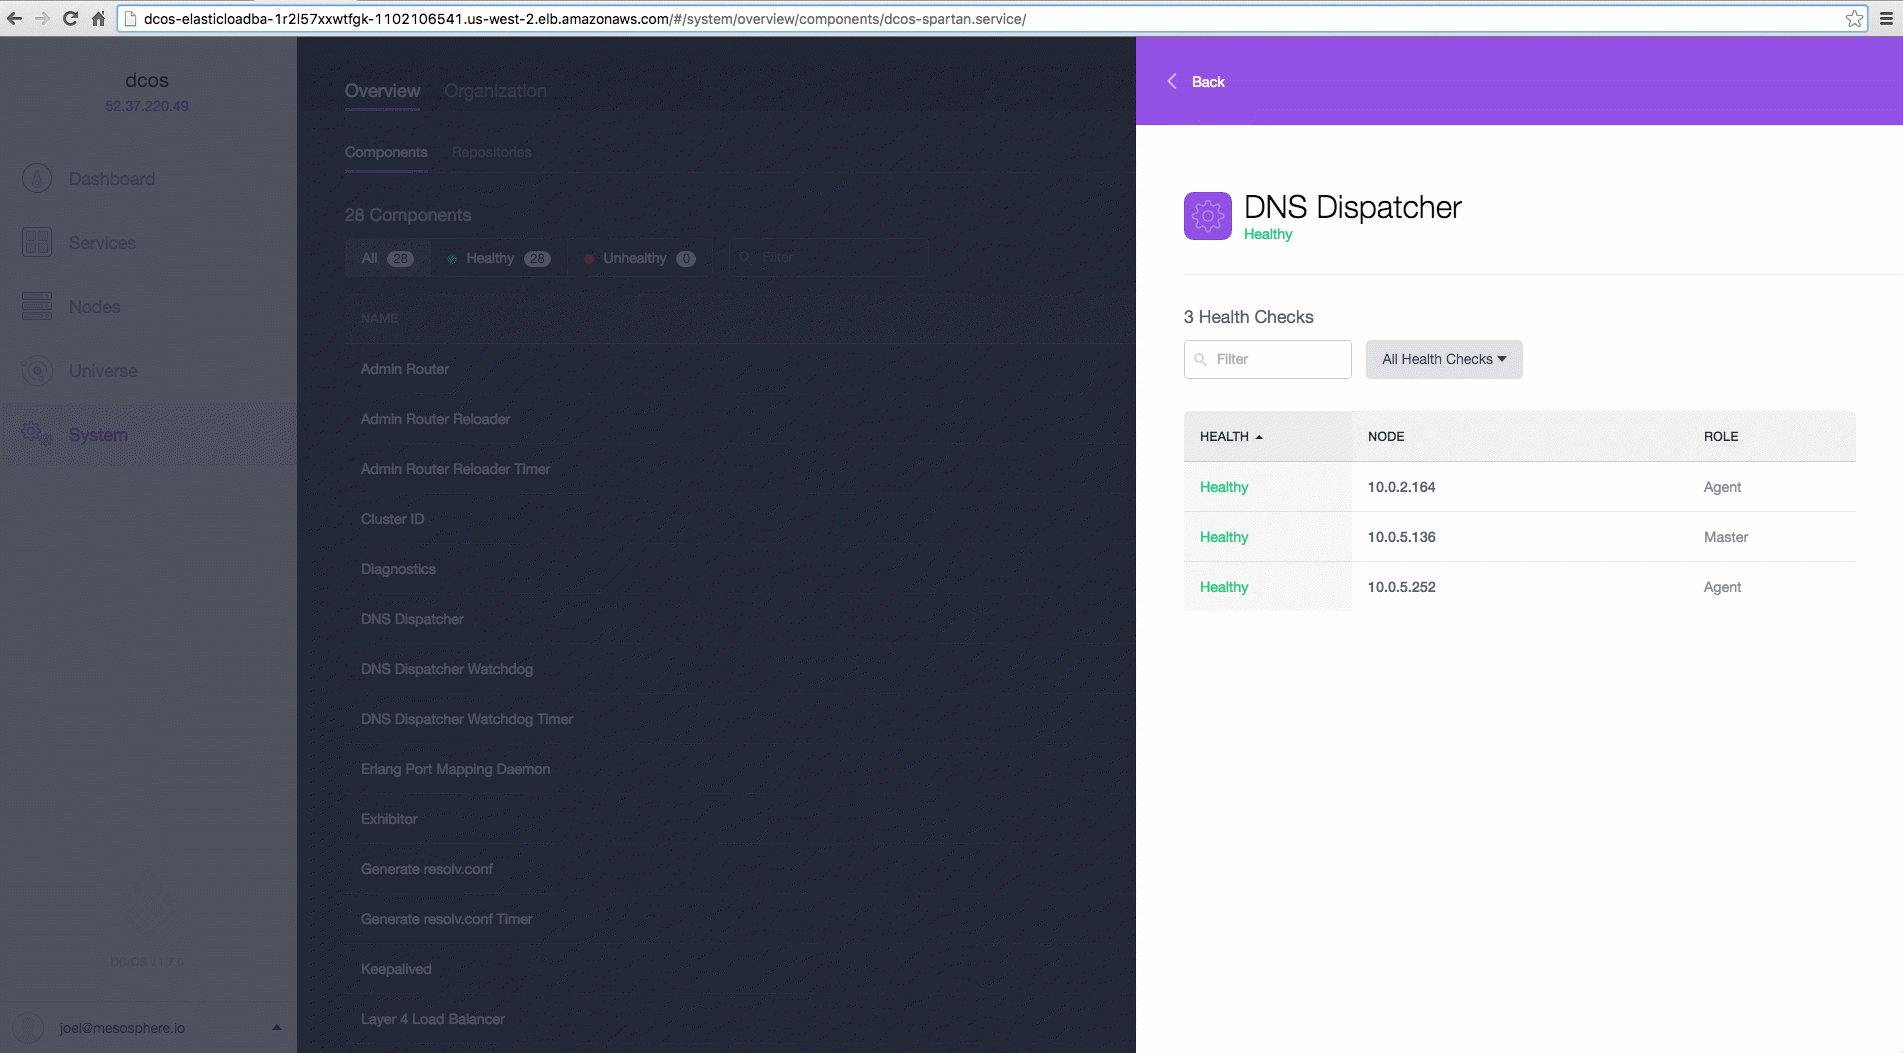 dcos-elasticloadba-1r2l57xxwtfgk-1102106541.us-west-2.elb.amazonaws.com/#/system/overview/components/dcos-spartan.service/
dcos
52.37.220.49
Dashboard
Services
Nodes
Universe
System
DC/OS v.1.7.0
joel@mesosphere.io
Overview Organization
Components Repositories
28 Components
All 28 Healthy 28 Unhealthy 0 Filter
NAME
Admin Router
Admin Router Reloader
Admin Router Reloader Timer
Cluster ID
Diagnostics
DNS Dispatcher
DNS Dispatcher Watchdog
DNS Dispatcher Watchdog Timer
Erlang Port Mapping Daemon
Exhibitor
Generate resolv.conf
Generate resolv.conf Timer
Keepalived
Layer 4 Load Balancer
Back
DNS Dispatcher
Healthy
3 Health Checks
Filter All Health Checks
HEALTH NODE ROLE
Healthy 10.0.2.164 Agent
Healthy 10.0.5.136 Master
Healthy 10.0.5.252 Agent